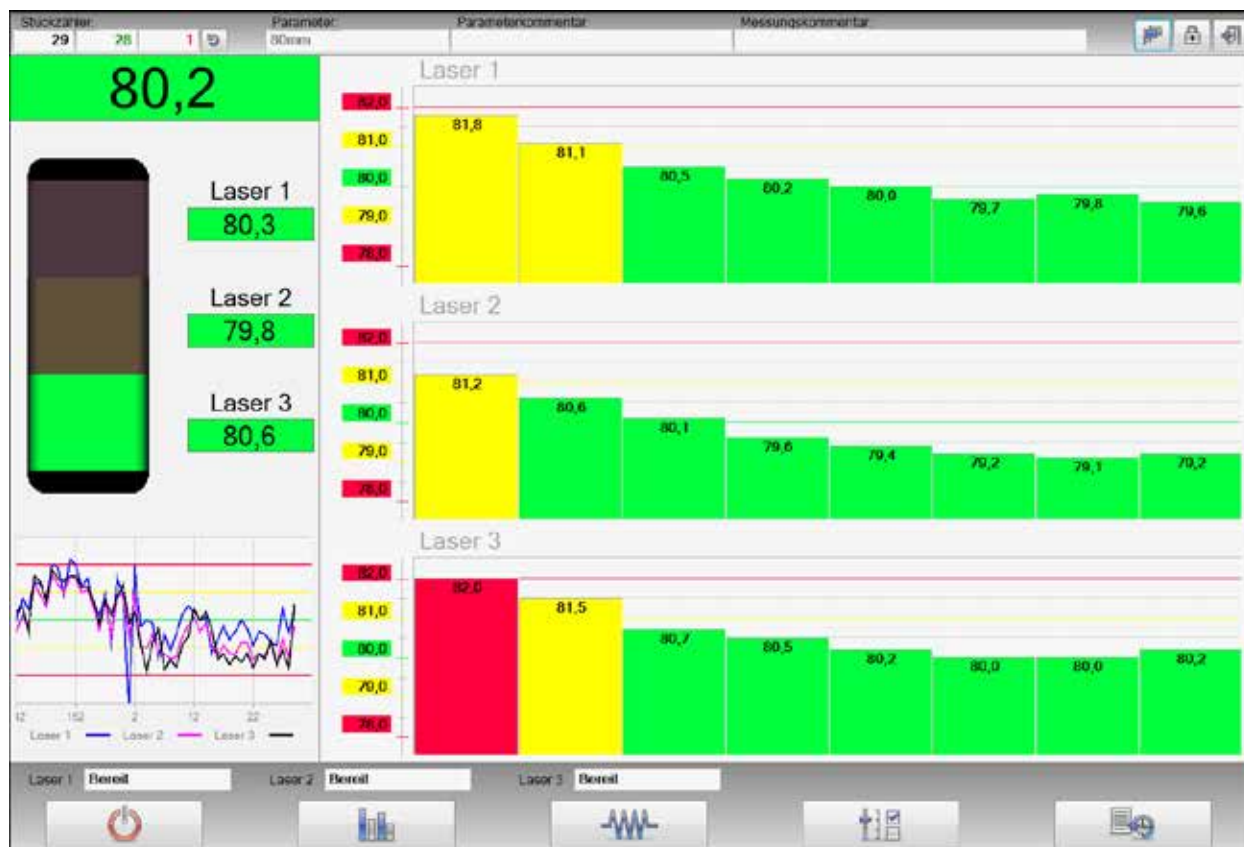 Stückzähler: Parameter: Parameterkommentar Messungskommentar:
29 28 1 80mm
80,2
Laser 1
80,3
Laser 2
79,8
Laser 3
80,6
12 152 2 12 22
Laser 1 Laser 2 Laser 3
Laser 1
82,0
81,0
80,0
79,0
78,0
81,8 81,1 80,5 80,2 80,0 79,7 79,8 79,6
Laser 2
82,0
81,0
80,0
79,0
78,0
81,2 80,6 80,1 79,6 79,4 79,2 79,1 79,2
Laser 3
82,0
81,0
80,0
79,0
78,0
82,0 81,5 80,7 80,5 80,2 80,0 80,0 80,2
Laser 1 Bereit Laser 2 Bereit Laser 3 Bereit